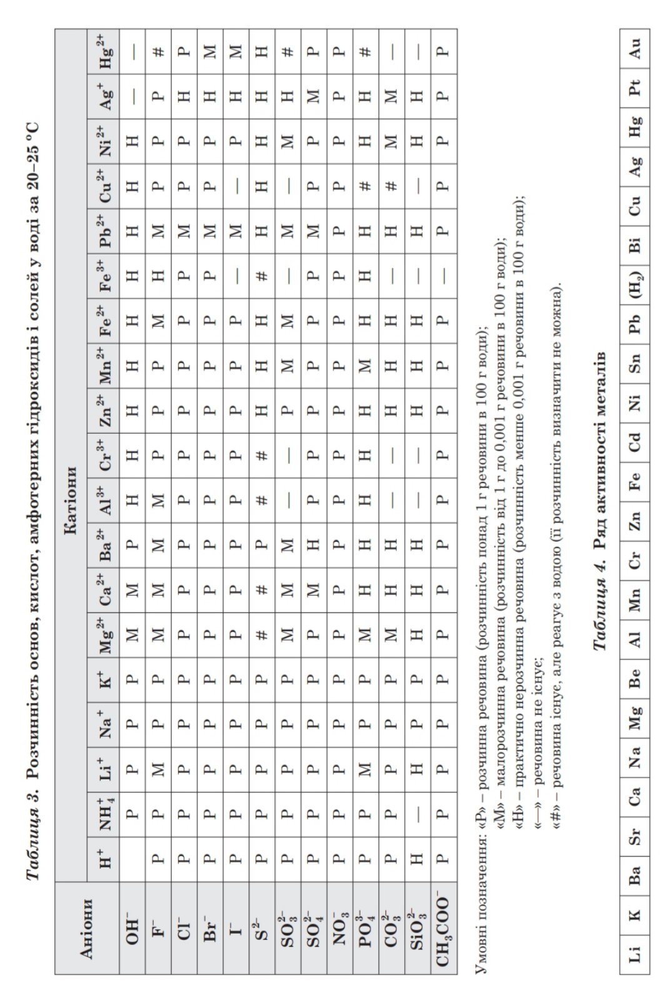 Таблиця 3. Розчинність основ, кислот, амфотерних гідроксидів і солей у воді за 20–25 °С
Аніони Катіони
H⁺ NH₄⁺ Li⁺ Na⁺ K⁺ Mg²⁺ Ca²⁺ Ba²⁺ Al³⁺ Cr³⁺ Zn²⁺ Mn²⁺ Fe²⁺ Fe³⁺ Pb²⁺ Cu²⁺ Ni²⁺ Ag⁺ Hg²⁺
OH⁻ Р Р Р Р М М Р Н Н Н Н Н Н Н Н Н — —
F⁻ Р Р М Р Р М М М М Р Р Р М Н М Р Р Р #
Cl⁻ Р Р Р Р Р Р Р Р Р Р Р Р Р Р М Р Р Н Р
Br⁻ Р Р Р Р Р Р Р Р Р Р Р Р Р Р М Р Р Н М
I⁻ Р Р Р Р Р Р Р Р Р Р Р Р Р — М — Р Н М
S²⁻ Р Р Р Р Р # # Р # # Н Н Н # Н Н Н Н Н
SO₃²⁻ Р Р Р Р Р М М М — — Р М М — М — М Н #
SO₄²⁻ Р Р Р Р Р Р М Н Р Р Р Р Р Р М Р Р М Р
NO₃⁻ Р Р Р Р Р Р Р Р Р Р Р Р Р Р Р Р Р Р Р
PO₄³⁻ Р Р М Р Р М Н Н Н Н Н М Н Н Н # Н Н #
CO₃²⁻ Р Р Р Р Р М Н Н — — Н Н Н — Н # М М —
SiO₃²⁻ Н — Н Р Р Н Н Н — — Н Н Н — Н — Н Н —
CH₃COO⁻ Р Р Р Р Р Р Р Р Р Р Р Р Р — Р Р Р Р Р
Умовні позначення: «Р» – розчинна речовина (розчинність понад 1 г речовини в 100 г води);
«М» – малорозчинна речовина (розчинність від 1 г до 0,001 г речовини в 100 г води);
«Н» – практично нерозчинна речовина (розчинність менше 0,001 г речовини в 100 г води);
«—» – речовина не існує;
«#» – речовина існує, але реагує з водою (її розчинність визначити не можна).
Таблиця 4. Ряд активності металів
Li K Ba Sr Ca Na Mg Be Al Mn Cr Zn Fe Cd Ni Sn Pb (H₂) Bi Cu Ag Hg Pt Au